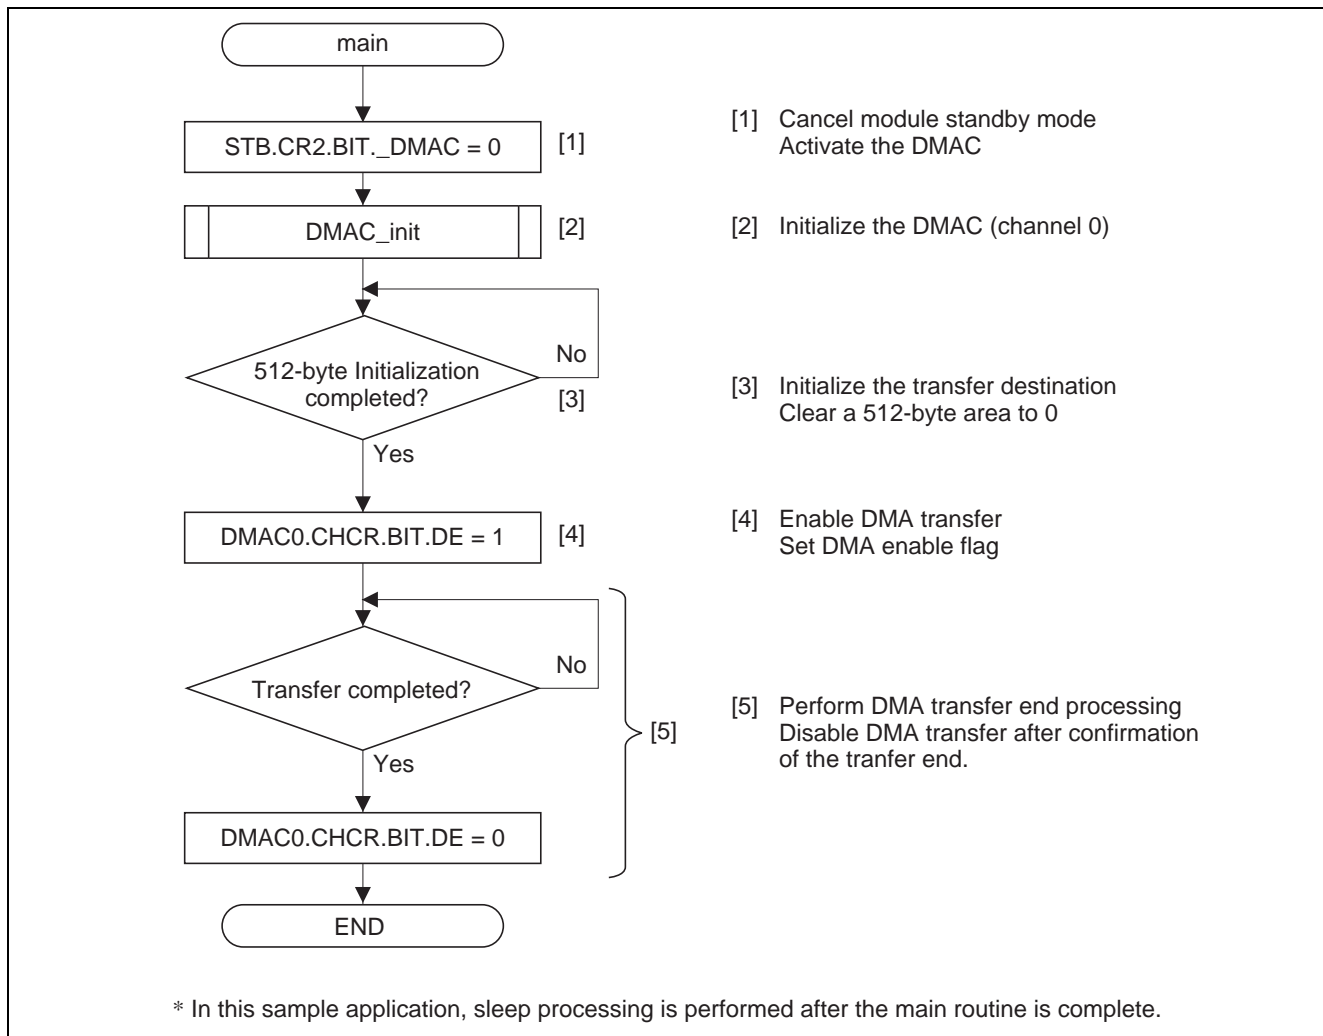 main
STB.CR2.BIT._DMAC = 0
[1]
[1] Cancel module standby mode
Activate the DMAC
DMAC_init
[2]
[2] Initialize the DMAC (channel 0)
512-byte Initialization
completed?
No
[3]
Yes
[3] Initialize the transfer destination
Clear a 512-byte area to 0
DMAC0.CHCR.BIT.DE = 1
[4]
[4] Enable DMA transfer
Set DMA enable flag
Transfer completed?
No
Yes
[5]
[5] Perform DMA transfer end processing
Disable DMA transfer after confirmation
of the tranfer end.
DMAC0.CHCR.BIT.DE = 0
END
* In this sample application, sleep processing is performed after the main routine is complete.